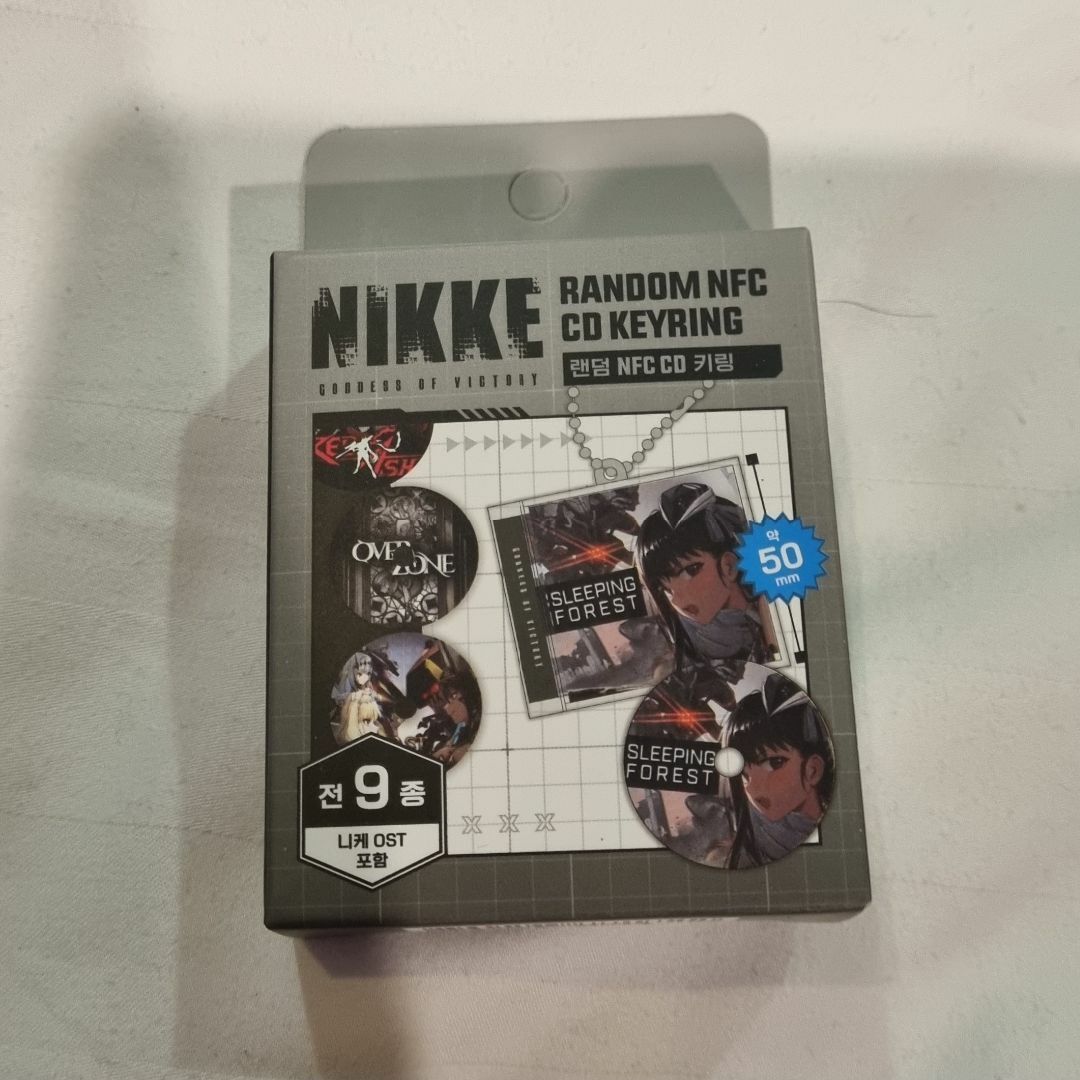 NIKKE
GODDESS OF VICTORY
RANDOM NFC
CD KEYRING
랜덤 NFC CD 키링
OVERZONE
GODDESS OF VICTORY
SLEEPING
FOREST
약
50
mm
SLEEPING
FOREST
전 9 종
니케 OST
포함